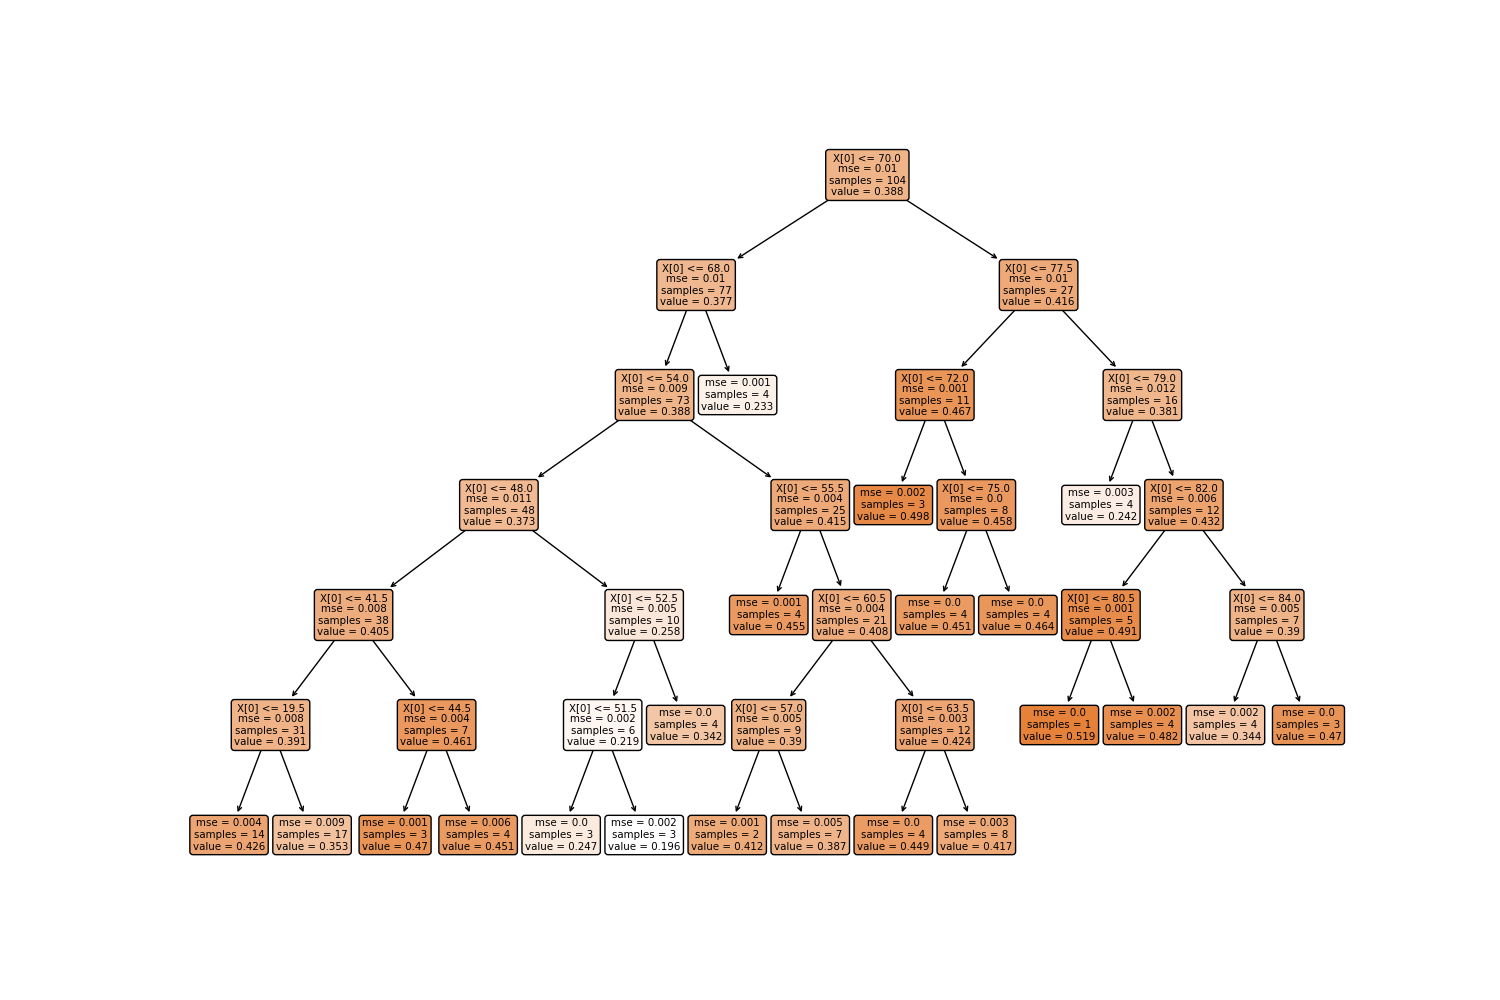 X[0] <= 70.0
mse = 0.01
samples = 104
value = 0.388
X[0] <= 68.0
mse = 0.01
samples = 77
value = 0.377
X[0] <= 77.5
mse = 0.01
samples = 27
value = 0.416
X[0] <= 54.0
mse = 0.009
samples = 73
value = 0.388
mse = 0.001
samples = 4
value = 0.233
X[0] <= 72.0
mse = 0.001
samples = 11
value = 0.467
X[0] <= 79.0
mse = 0.012
samples = 16
value = 0.381
X[0] <= 48.0
mse = 0.011
samples = 48
value = 0.373
X[0] <= 55.5
mse = 0.004
samples = 25
value = 0.415
mse = 0.002
samples = 3
value = 0.498
X[0] <= 75.0
mse = 0.0
samples = 8
value = 0.458
mse = 0.003
samples = 4
value = 0.242
X[0] <= 82.0
mse = 0.006
samples = 12
value = 0.432
X[0] <= 41.5
mse = 0.008
samples = 38
value = 0.405
X[0] <= 52.5
mse = 0.005
samples = 10
value = 0.258
mse = 0.001
samples = 4
value = 0.455
X[0] <= 60.5
mse = 0.004
samples = 21
value = 0.408
mse = 0.0
samples = 4
value = 0.451
mse = 0.0
samples = 4
value = 0.464
X[0] <= 80.5
mse = 0.001
samples = 5
value = 0.491
X[0] <= 84.0
mse = 0.005
samples = 7
value = 0.39
X[0] <= 19.5
mse = 0.008
samples = 31
value = 0.391
X[0] <= 44.5
mse = 0.004
samples = 7
value = 0.461
X[0] <= 51.5
mse = 0.002
samples = 6
value = 0.219
mse = 0.0
samples = 4
value = 0.342
X[0] <= 57.0
mse = 0.005
samples = 9
value = 0.39
X[0] <= 63.5
mse = 0.003
samples = 12
value = 0.424
mse = 0.0
samples = 1
value = 0.519
mse = 0.002
samples = 4
value = 0.482
mse = 0.002
samples = 4
value = 0.344
mse = 0.0
samples = 3
value = 0.47
mse = 0.004
samples = 14
value = 0.426
mse = 0.009
samples = 17
value = 0.353
mse = 0.001
samples = 3
value = 0.47
mse = 0.006
samples = 4
value = 0.451
mse = 0.0
samples = 3
value = 0.247
mse = 0.002
samples = 3
value = 0.196
mse = 0.001
samples = 2
value = 0.412
mse = 0.005
samples = 7
value = 0.387
mse = 0.0
samples = 4
value = 0.449
mse = 0.003
samples = 8
value = 0.417